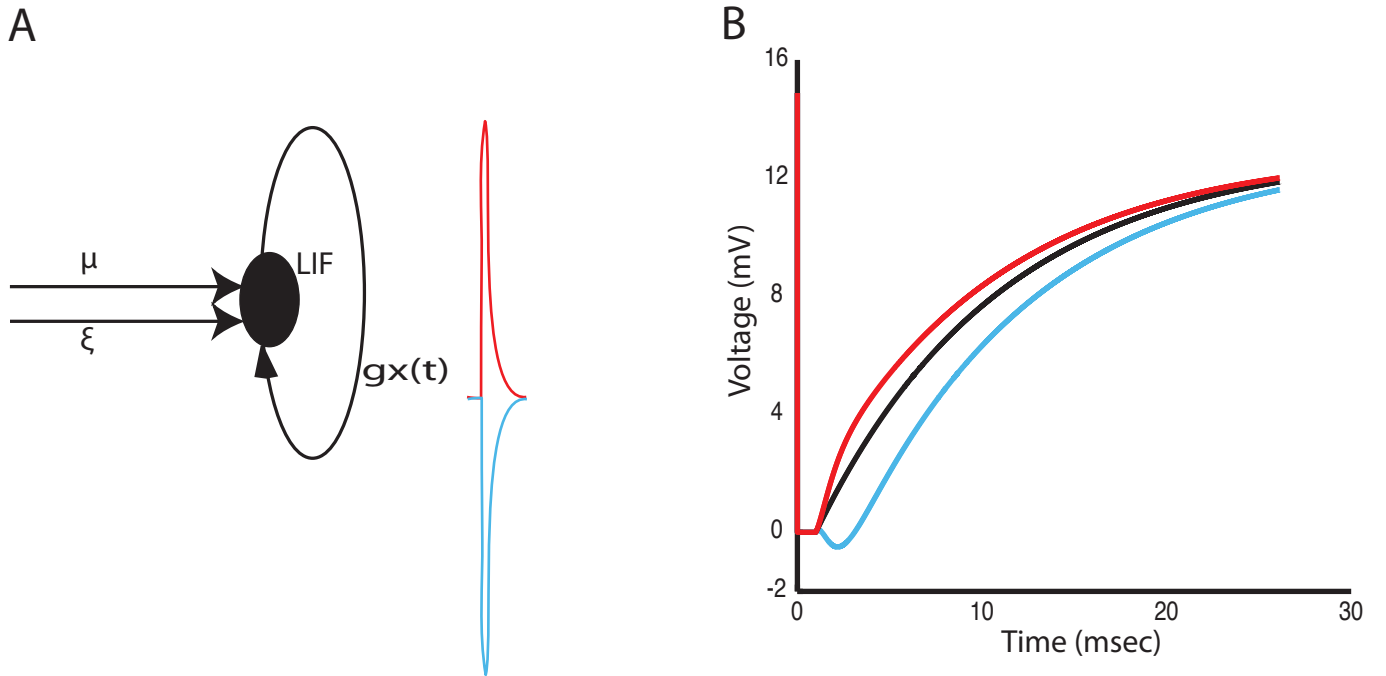 A
μ
ξ
LIF
gx(t)
B
Voltage (mV)
16
12
8
4
0
-2
0
10
20
30
Time (msec)